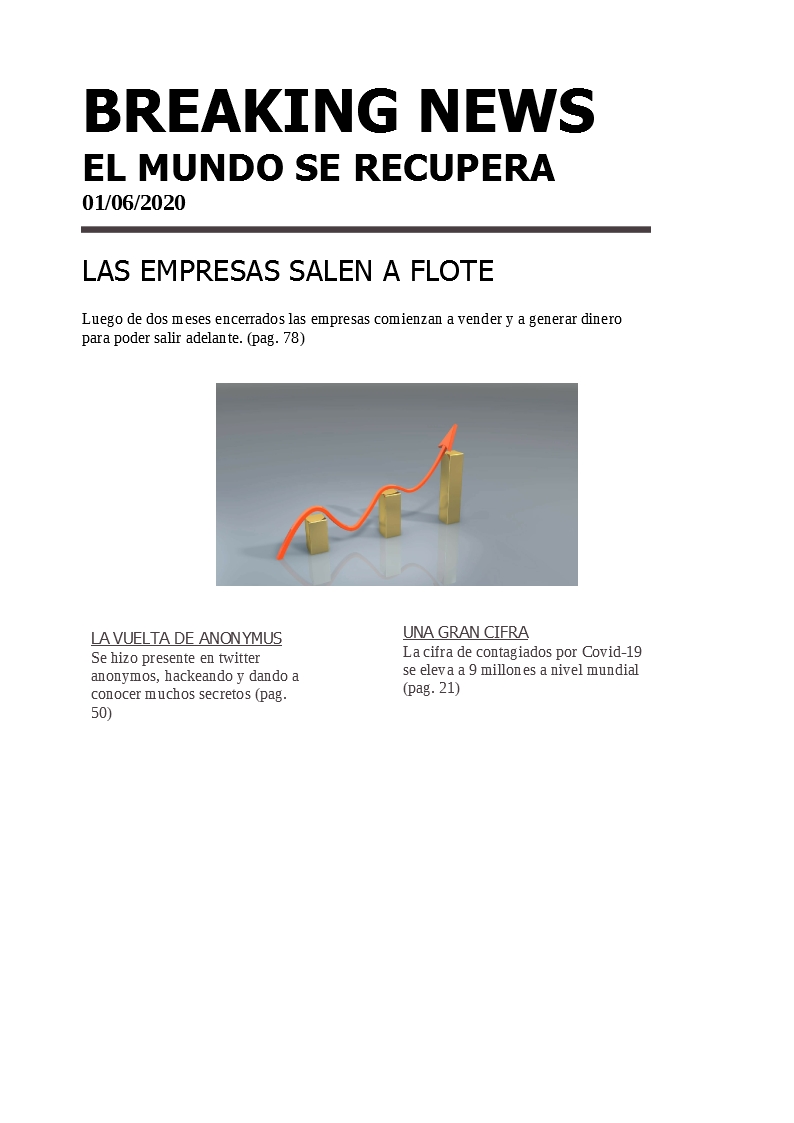 BREAKING NEWS
EL MUNDO SE RECUPERA
01/06/2020
LAS EMPRESAS SALEN A FLOTE
Luego de dos meses encerrados las empresas comienzan a vender y a generar dinero
para poder salir adelante. (pag. 78)
LA VUELTA DE ANONYMUS
Se hizo presente en twitter
anonymos, hackeando y dando a
conocer muchos secretos (pag.
50)
UNA GRAN CIFRA
La cifra de contagiados por Covid-19
se eleva a 9 millones a nivel mundial
(pag. 21)